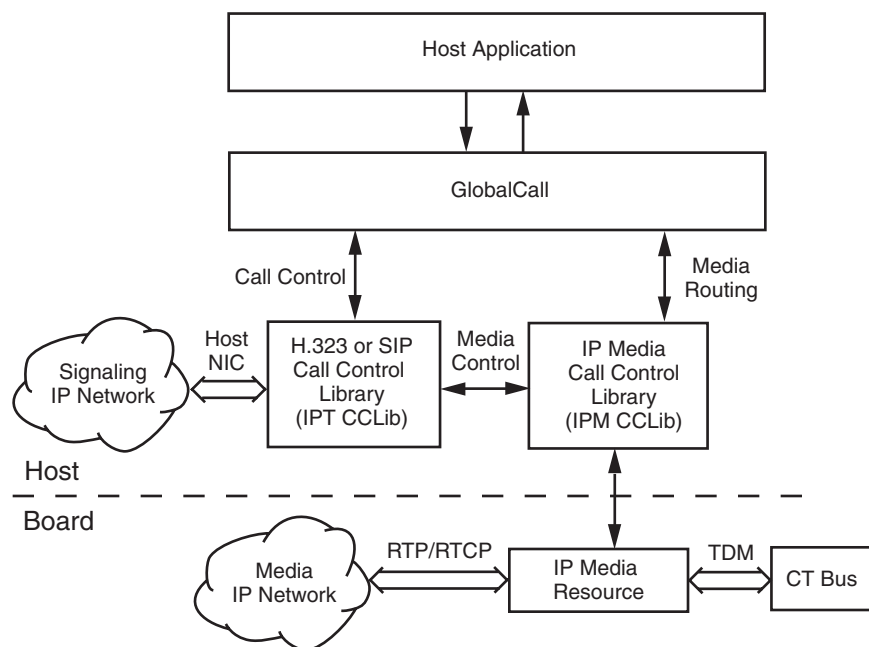 Host Application
GlobalCall
Call Control
Media
Routing
Signaling
IP Network
Host
NIC
H.323 or SIP
Call Control
Library
(IPT CCLib)
Media
Control
IP Media
Call Control
Library
(IPM CCLib)
Host
Board
Media
IP Network
RTP/RTCP
IP Media
Resource
TDM
CT Bus